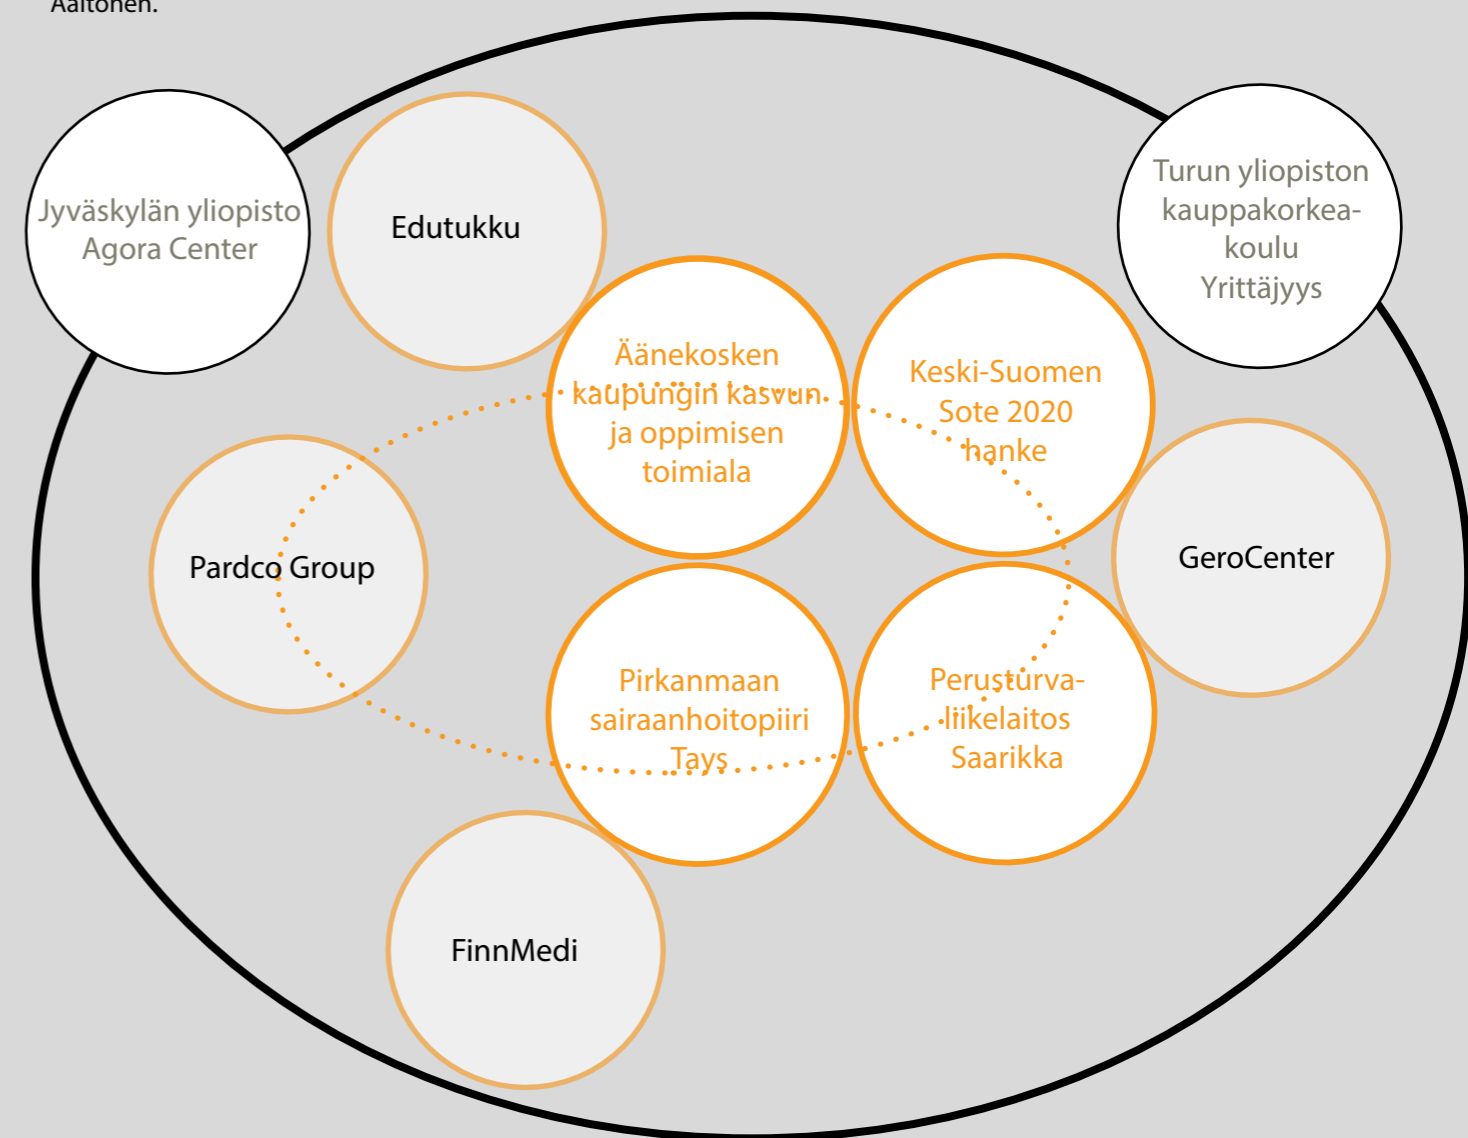 Aaltonen.
Jyväskylän yliopisto
Agora Center
Edutukku
Turun yliopiston
kauppakorkea-
koulu
Yrittäjyys
Äänekosken
kaupungin kasvun
ja oppimisen
toimiala
Keski-Suomen
Sote 2020
hanke
Pardco Group
GeroCenter
Pirkanmaan
sairaanhoitopiiri
Tays
Perusturva-
liikelaitos
Saarikka
FinnMedi